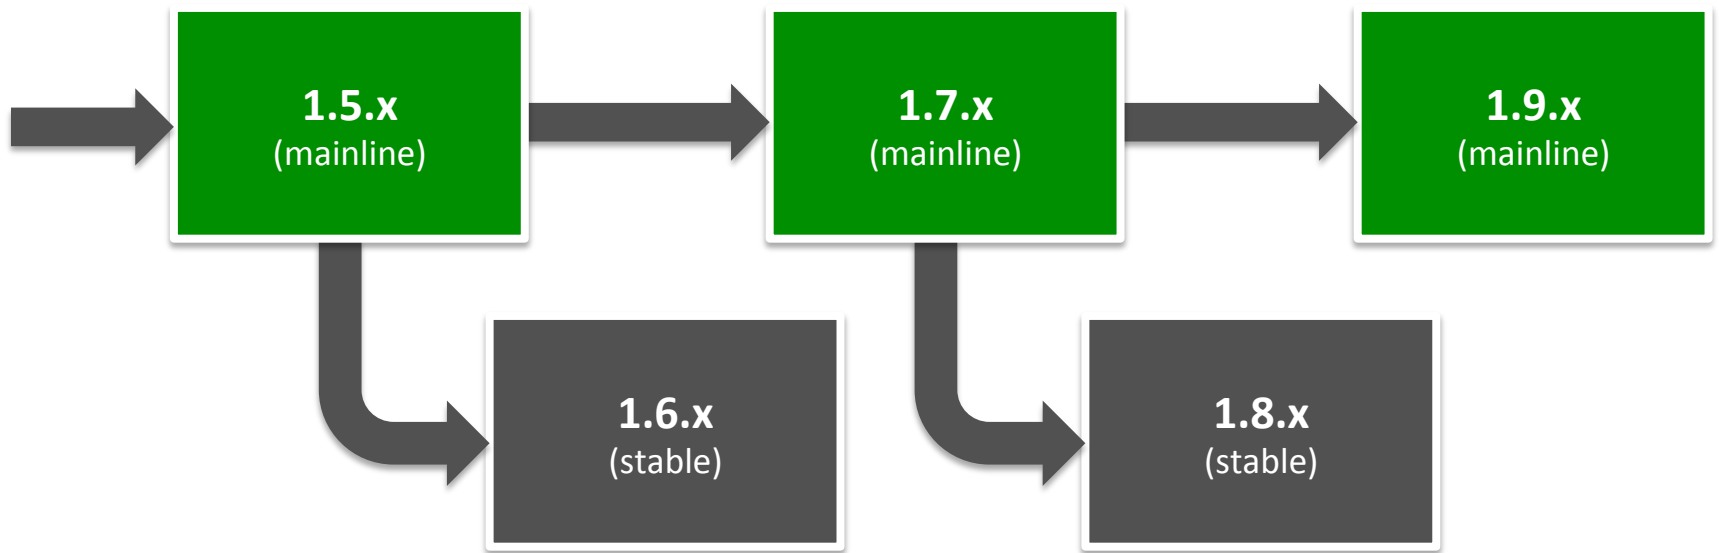 1.5.x
(mainline)
1.7.x
(mainline)
1.9.x
(mainline)
1.6.x
(stable)
1.8.x
(stable)